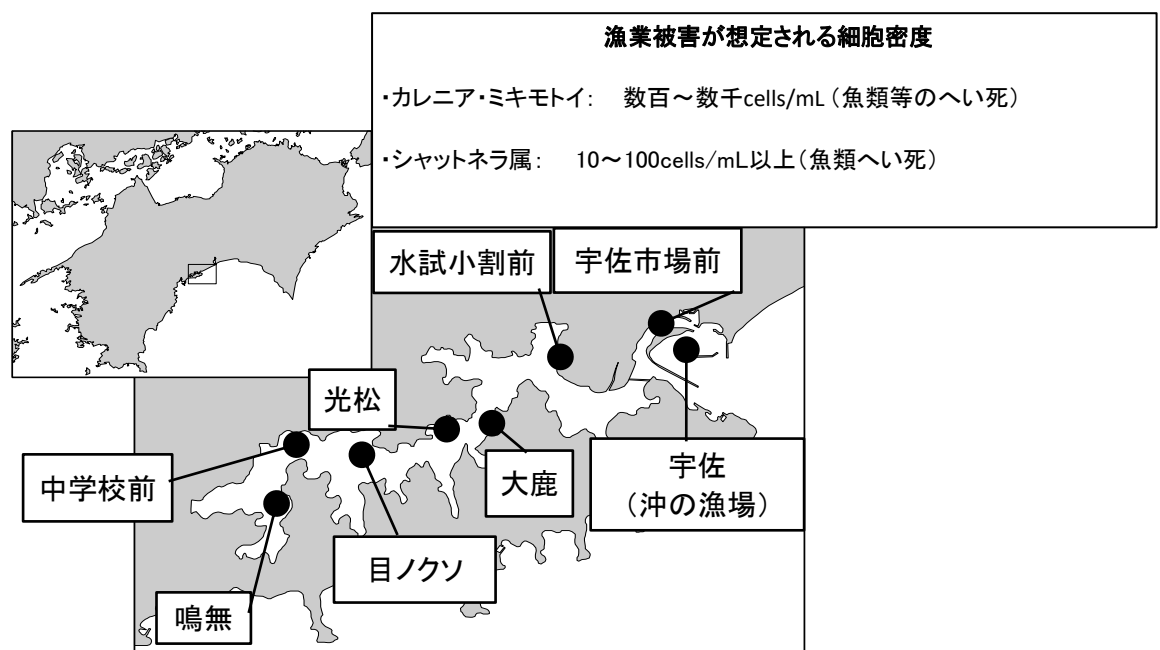 漁業被害が想定される細胞密度
・カレニア・ミキモトイ： 数百～数千cells/mL（魚類等のへい死）
・シャットネラ属： 10～100cells/mL以上（魚類へい死）
水試小割前
宇佐市場前
光松
中学校前
大鹿
宇佐
（沖の漁場）
目ノクソ
鳴無